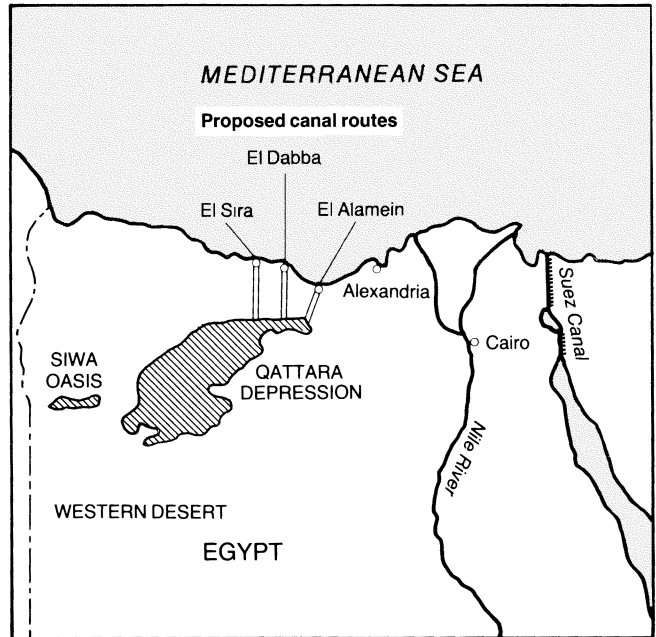 MEDITERRANEAN SEA
Proposed canal routes
El Dabba
El Sira
El Alamein
Alexandria
Suez Canal
Cairo
SIWA
OASIS
QATTARA
DEPRESSION
Nile River
WESTERN DESERT
EGYPT